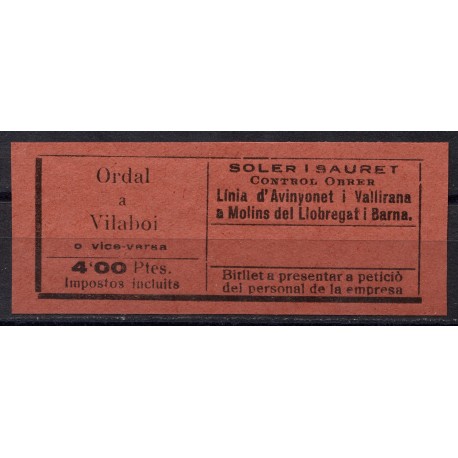 Ordal
a
Vilaboi
o vice-versa
4'00 Ptes.
Impostos incluits
SOLER I SAURET
CONTROL OBRER
Línia d'Avinyonet i Vallirana
a Molins del Llobregat i Barna.
Bitllet a presentar a petició
del personal de la empresa